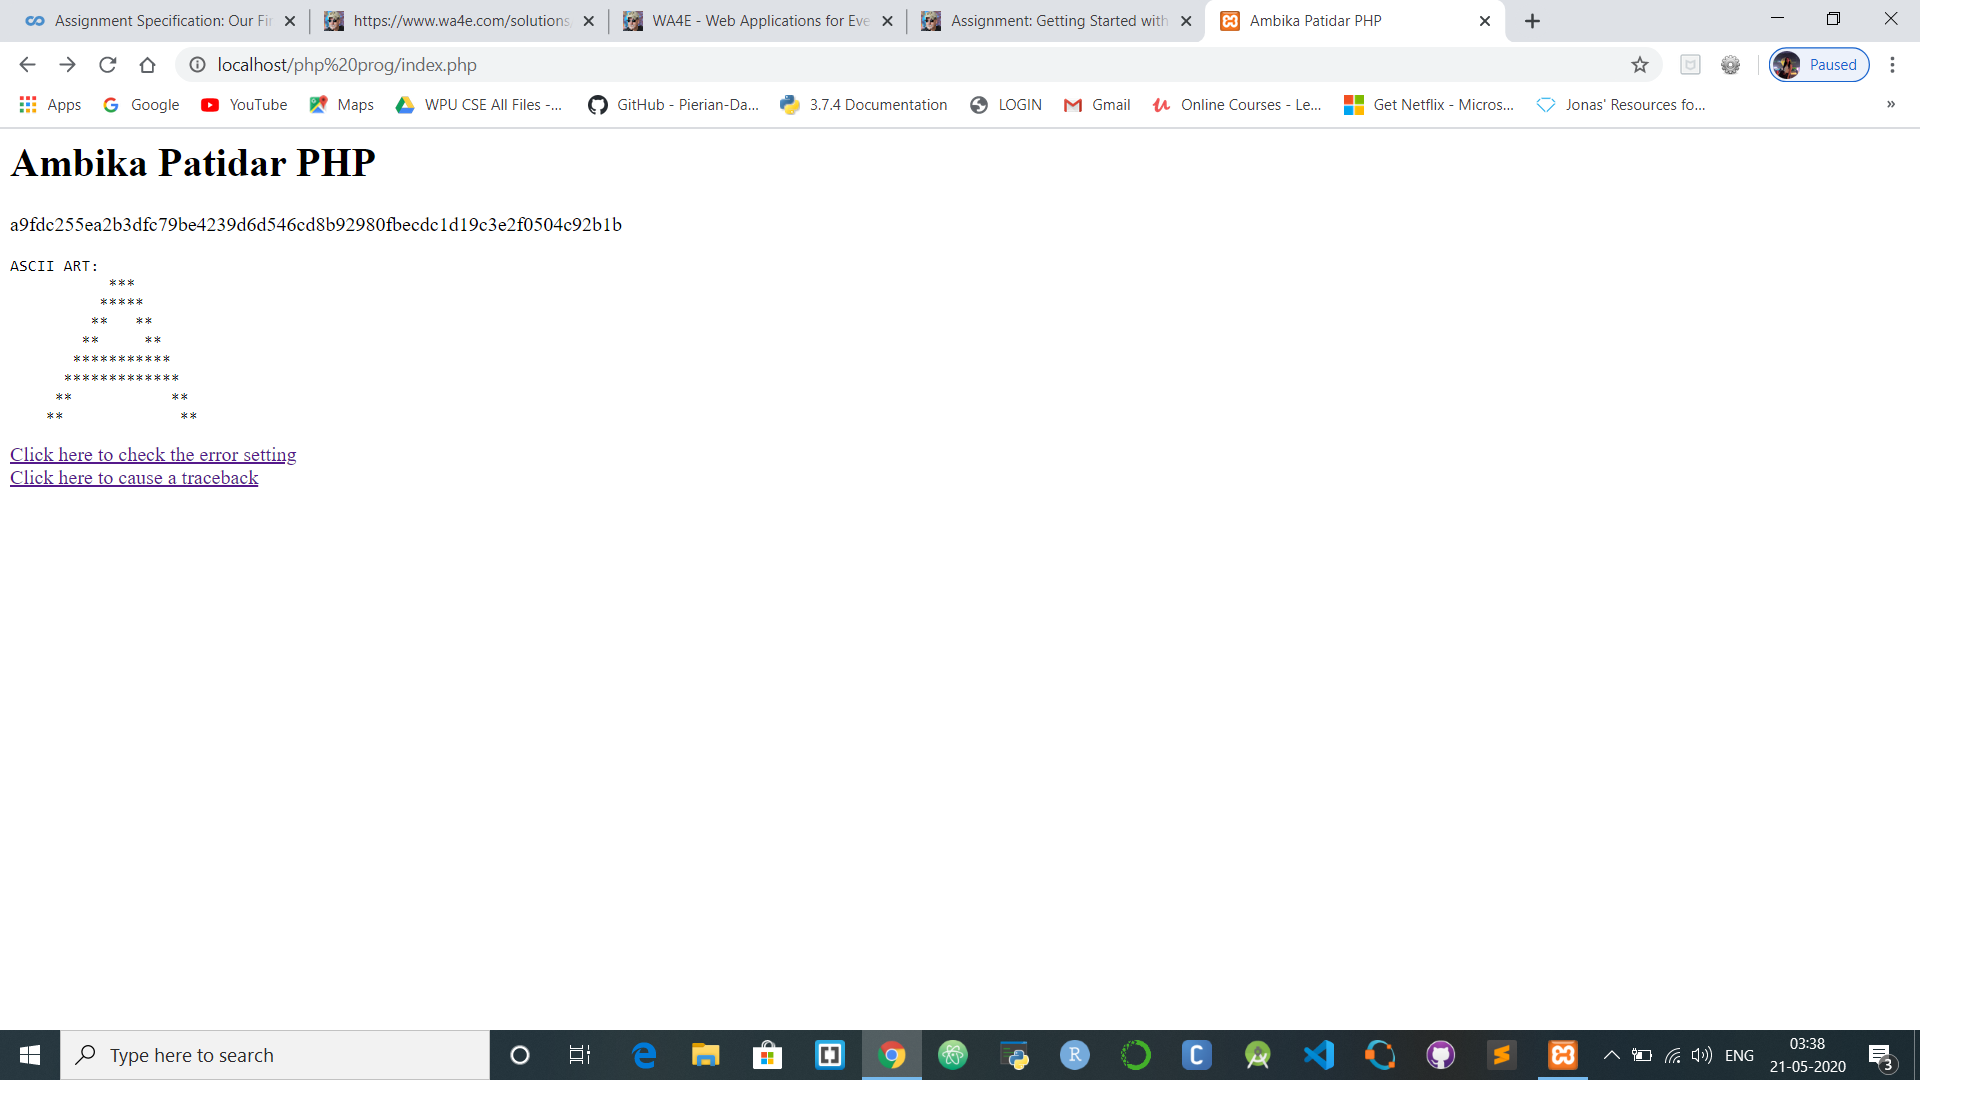 Assignment Specification: Our Fir
https://www.wa4e.com/solutions,
WA4E - Web Applications for Eve
Assignment: Getting Started with
Ambika Patidar PHP
localhost/php%20prog/index.php
Paused
Apps
Google
YouTube
Maps
WPU CSE All Files -...
GitHub - Pierian-Da...
3.7.4 Documentation
LOGIN
Gmail
Online Courses - Le...
Get Netflix - Micros...
Jonas' Resources fo...
»
Ambika Patidar PHP
a9fdc255ea2b3dfc79be4239d6d546cd8b92980fbecdc1d19c3e2f0504c92b1b
ASCII ART:
           ***
          *****
         **   **
        **     **
       ***********
      *************
     **           **
    **             **
Click here to check the error setting
Click here to cause a traceback
Type here to search
ENG
03:38
21-05-2020
3